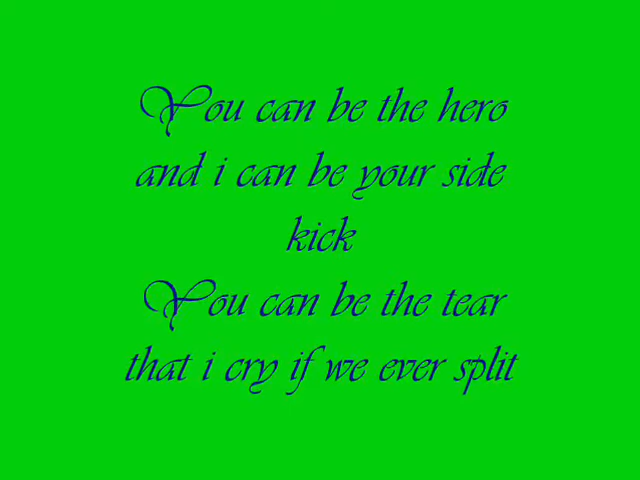 You can be the hero
and i can be your side
kick
You can be the tear
that i cry if we ever split